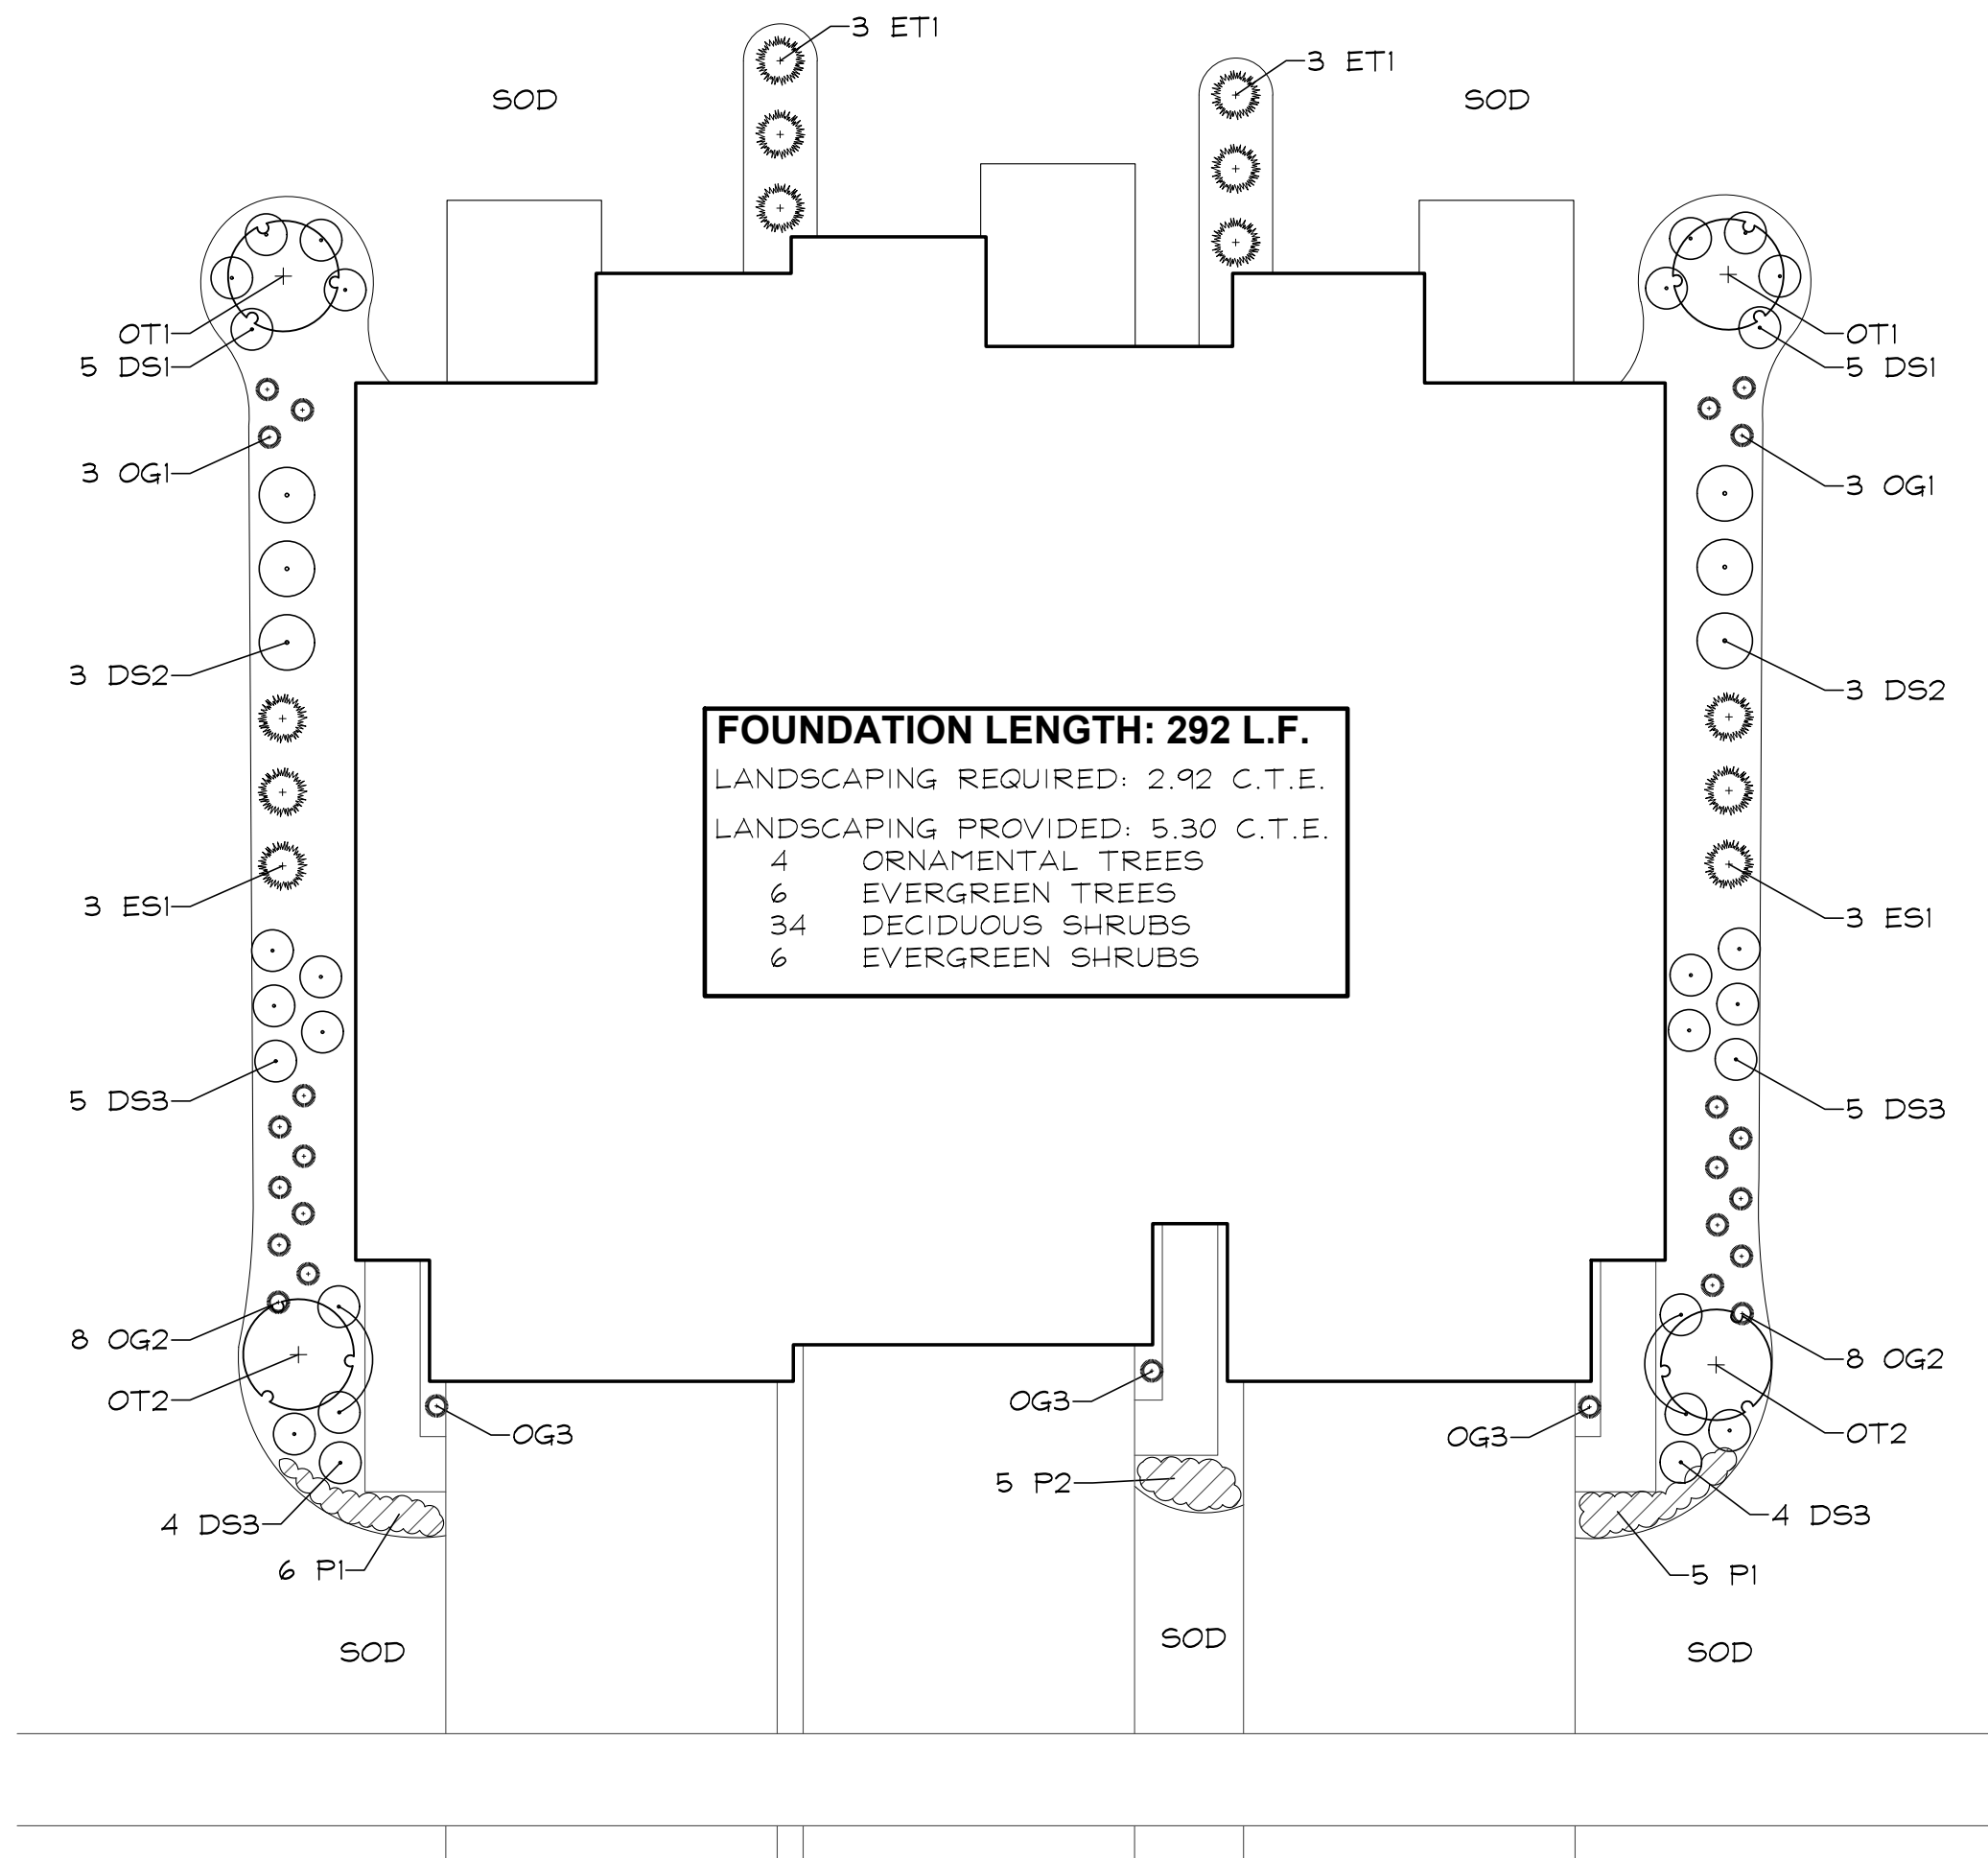 3 ET1
3 ET1
SOD
SOD
OT1
5 DS1
OT1
5 DS1
3 OG1
3 OG1
3 DS2
3 DS2
FOUNDATION LENGTH: 292 L.F.
LANDSCAPING REQUIRED: 2.92 C.T.E.
LANDSCAPING PROVIDED: 5.30 C.T.E.
4 ORNAMENTAL TREES
6 EVERGREEN TREES
34 DECIDUOUS SHRUBS
6 EVERGREEN SHRUBS
3 ES1
3 ES1
5 DS3
5 DS3
8 OG2
8 OG2
OT2
OG3
OG3
OG3
OT2
5 P2
4 DS3
4 DS3
6 P1
5 P1
SOD
SOD
SOD